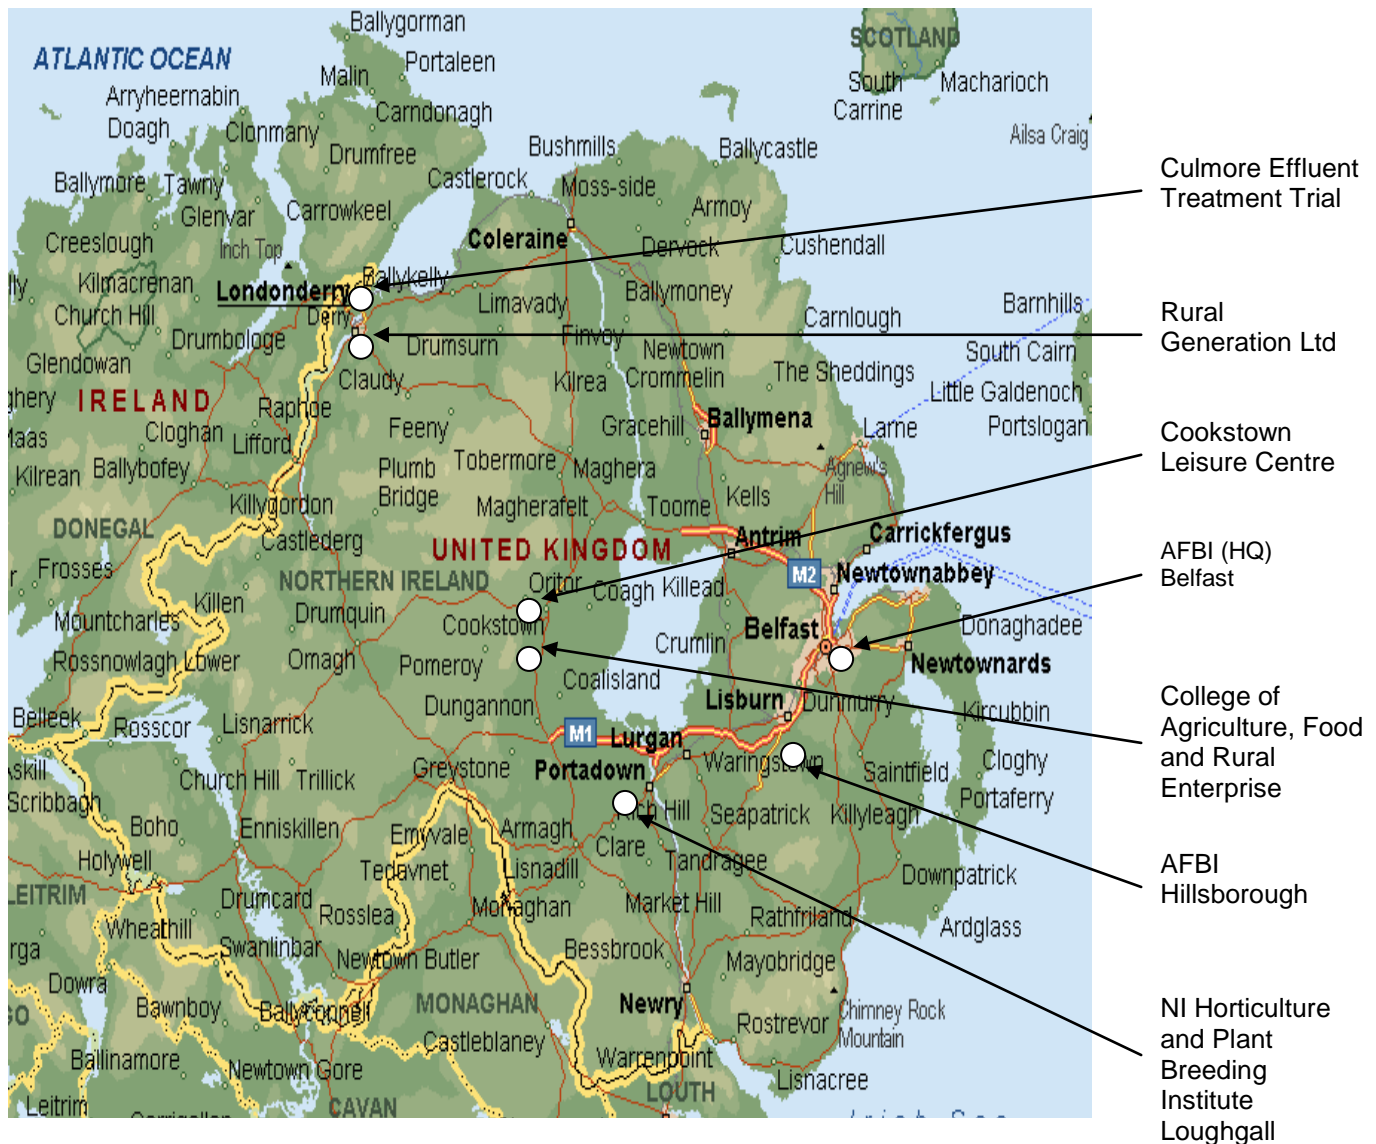 Ballygorman
ATLANTIC OCEAN
SCOTLAND
Portaleen
Malin
South
Carrine
Macharioch
Arryheernabin
Doagh
Clonmany
Carndonagh
Ailsa Craig
Drumfree
Bushmills
Ballycastle
Castlerock
Moss-side
Ballymore
Tawny
Glenvar
Carrowkeel
Armoy
Creeslough
Inch Top
Coleraine
Dervock
Cushendall
Kilmacrenan
Londonderry
Ballykelly
Limavady
Ballymoney
Barnhills
Church Hill
Derry
Carnlough
Drumbologe
Drumsurn
Finvoy
Newtown
Crommelin
South Cairn
Glendowan
Claudy
Kilrea
The Sheddings
Little Galdenoch
IRELAND
Raphoe
Feeny
Gracehill
Ballymena
Larne
Portslogan
Maas
Cloghan
Lifford
Kilrean
Ballybofey
Plumb
Bridge
Tobermore
Maghera
Agnew's
Hill
Killygordon
Magherafelt
Toome
Kells
DONEGAL
Castlederg
UNITED KINGDOM
Antrim
Carrickfergus
Frosses
NORTHERN IRELAND
Oritor
Coagh
Killead
M2
Newtownabbey
Killen
Mountcharles
Drumquin
Cookstown
Crumlin
Belfast
Donaghadee
Rossnowlagh Lower
Omagh
Pomeroy
Newtownards
Coalisland
Lisburn
Dunmurry
Belleek
Rosscor
Lisnarrick
Dungannon
Kircubbin
M1
Lurgan
Askill
Church Hill
Trillick
Greystone
Portadown
Waringstown
Saintfield
Cloghy
Scribbagh
Portaferry
Boho
Enniskillen
Emyvale
Armagh
Rich Hill
Seapatrick
Killyleagh
Holywell
Tedavnet
Lisnadill
Clare
Tandragee
LEITRIM
Drumcard
Rosslea
Monaghan
Market Hill
Rathfriland
Downpatrick
Wheathill
Ardglass
Swanlinbar
Newtown Butler
Bessbrook
Mayobridge
Dowra
Bawnboy
Ballyconnell
MONAGHAN
Newry
Rostrevor
Chimney Rock
Mountain
Ballinamore
Newtown Gore
Castleblaney
Warrenpoint
Lisnacree
Leitrim
CAVAN
LOUTH
Irish Sea
Culmore Effluent
Treatment Trial
Rural
Generation Ltd
Cookstown
Leisure Centre
AFBI (HQ)
Belfast
College of
Agriculture, Food
and Rural
Enterprise
AFBI
Hillsborough
NI Horticulture
and Plant
Breeding
Institute
Loughgall